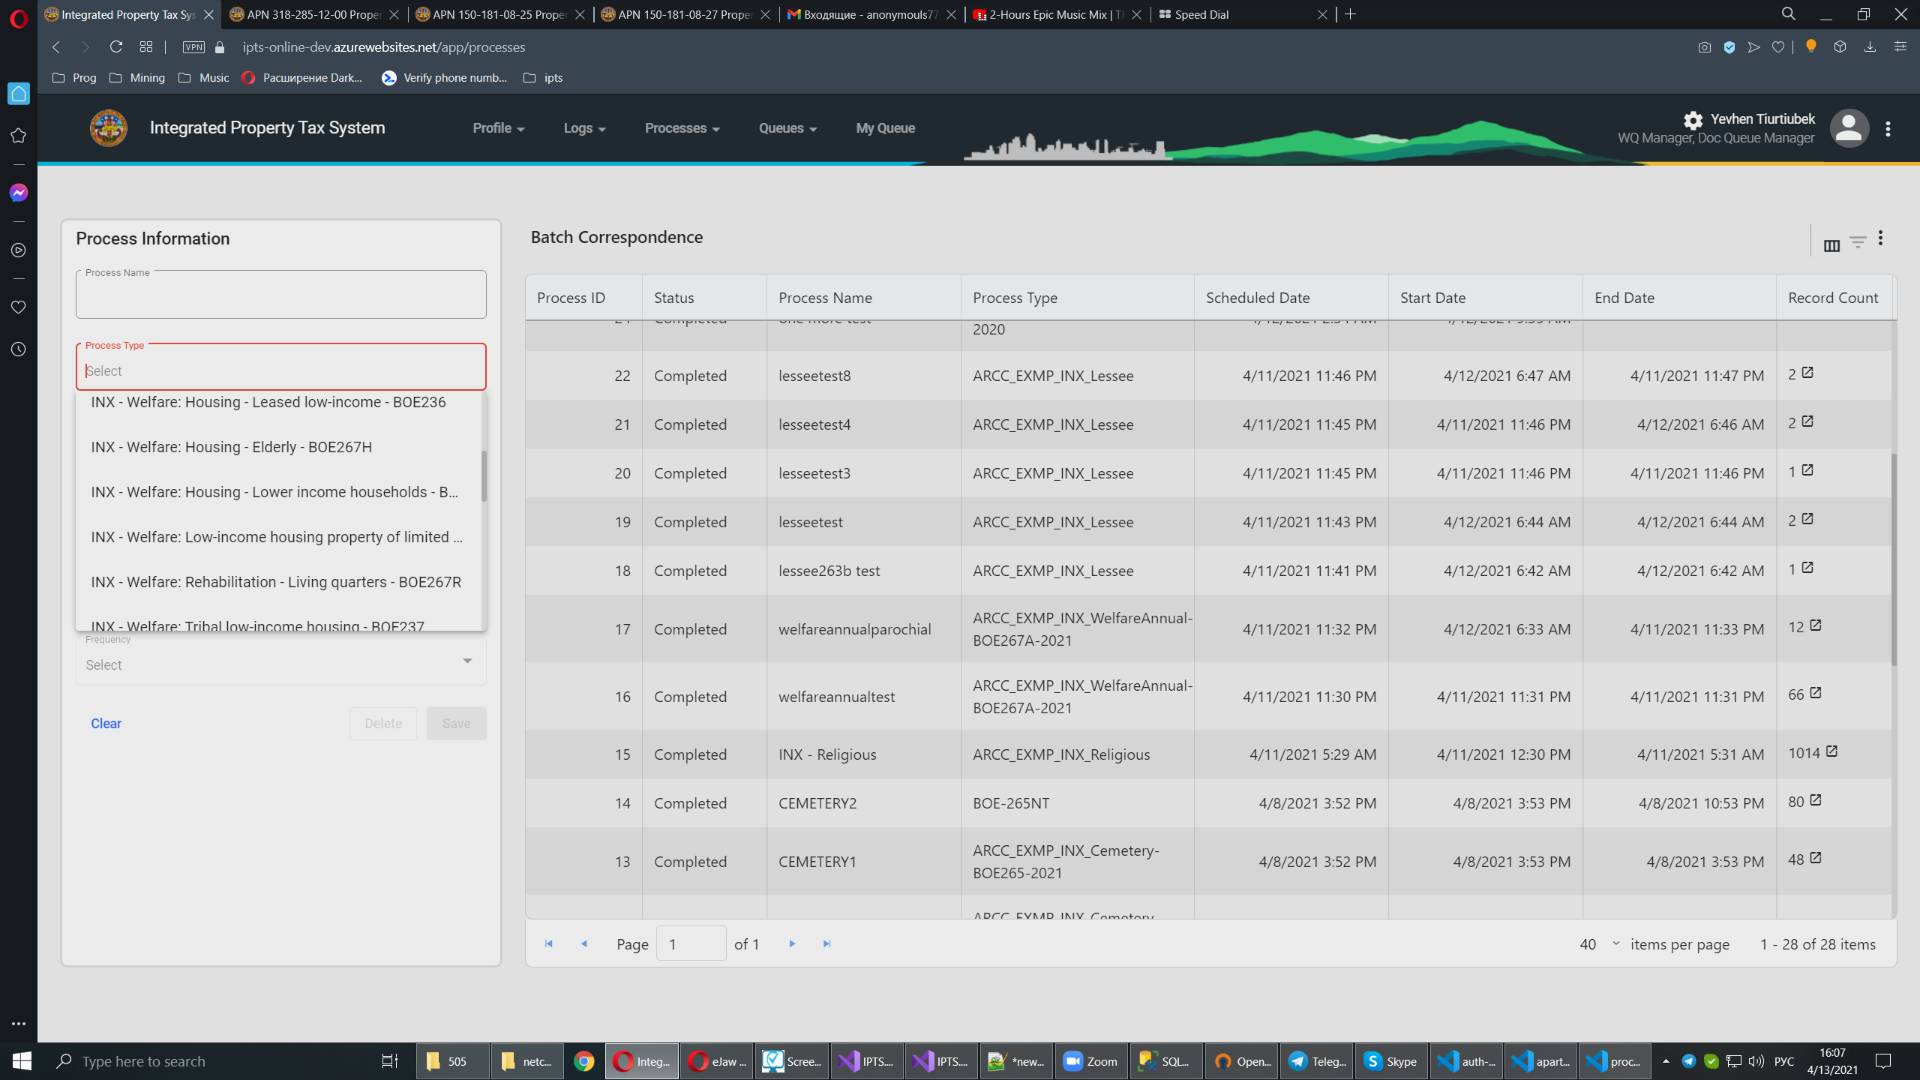 Integrated Property Tax Sys
APN 318-285-12-00 Proper
APN 150-181-08-25 Proper
APN 150-181-08-27 Proper
Входящие - anonymouls77
2-Hours Epic Music Mix | T
Speed Dial
VPN
ipts-online-dev.azurewebsites.net/app/processes
Prog
Mining
Music
Расширение Dark...
Verify phone numb...
ipts
Integrated Property Tax System
Profile
Logs
Processes
Queues
My Queue
Yevhen Tiurtiubek
WQ Manager, Doc Queue Manager
Process Information
Process Name
Process Type
Select
INX - Welfare: Housing - Leased low-income - BOE236
INX - Welfare: Housing - Elderly - BOE267H
INX - Welfare: Housing - Lower income households - B...
INX - Welfare: Low-income housing property of limited ...
INX - Welfare: Rehabilitation - Living quarters - BOE267R
INX - Welfare: Tribal low-income housing - BOE237
Frequency
Select
Clear
Delete
Save
Batch Correspondence
Process ID Status Process Name Process Type Scheduled Date Start Date End Date Record Count
Completed one more test 2020
22 Completed lesseetest8 ARCC_EXMP_INX_Lessee 4/11/2021 11:46 PM 4/12/2021 6:47 AM 4/11/2021 11:47 PM 2
21 Completed lesseetest4 ARCC_EXMP_INX_Lessee 4/11/2021 11:45 PM 4/11/2021 11:46 PM 4/12/2021 6:46 AM 2
20 Completed lesseetest3 ARCC_EXMP_INX_Lessee 4/11/2021 11:45 PM 4/11/2021 11:46 PM 4/11/2021 11:46 PM 1
19 Completed lesseetest ARCC_EXMP_INX_Lessee 4/11/2021 11:43 PM 4/12/2021 6:44 AM 4/12/2021 6:44 AM 2
18 Completed lessee263b test ARCC_EXMP_INX_Lessee 4/11/2021 11:41 PM 4/12/2021 6:42 AM 4/12/2021 6:42 AM 1
17 Completed welfareannualparochial ARCC_EXMP_INX_WelfareAnnual-
BOE267A-2021 4/11/2021 11:32 PM 4/12/2021 6:33 AM 4/11/2021 11:33 PM 12
16 Completed welfareannualtest ARCC_EXMP_INX_WelfareAnnual-
BOE267A-2021 4/11/2021 11:30 PM 4/11/2021 11:31 PM 4/11/2021 11:31 PM 66
15 Completed INX - Religious ARCC_EXMP_INX_Religious 4/11/2021 5:29 AM 4/11/2021 12:30 PM 4/11/2021 5:31 AM 1014
14 Completed CEMETERY2 BOE-265NT 4/8/2021 3:52 PM 4/8/2021 3:53 PM 4/8/2021 10:53 PM 80
13 Completed CEMETERY1 ARCC_EXMP_INX_Cemetery-
BOE265-2021 4/8/2021 3:52 PM 4/8/2021 3:53 PM 4/8/2021 3:53 PM 48
ARCC_EXMP_INX_Cemetery
Page 1 of 1
40 items per page
1 - 28 of 28 items
Type here to search
505
netc...
Integ...
eJaw ...
Scree...
IPTS....
IPTS....
*new...
Zoom
SQL...
Open...
Teleg...
Skype
auth-...
apart...
proc...
РУС
16:07
4/13/2021